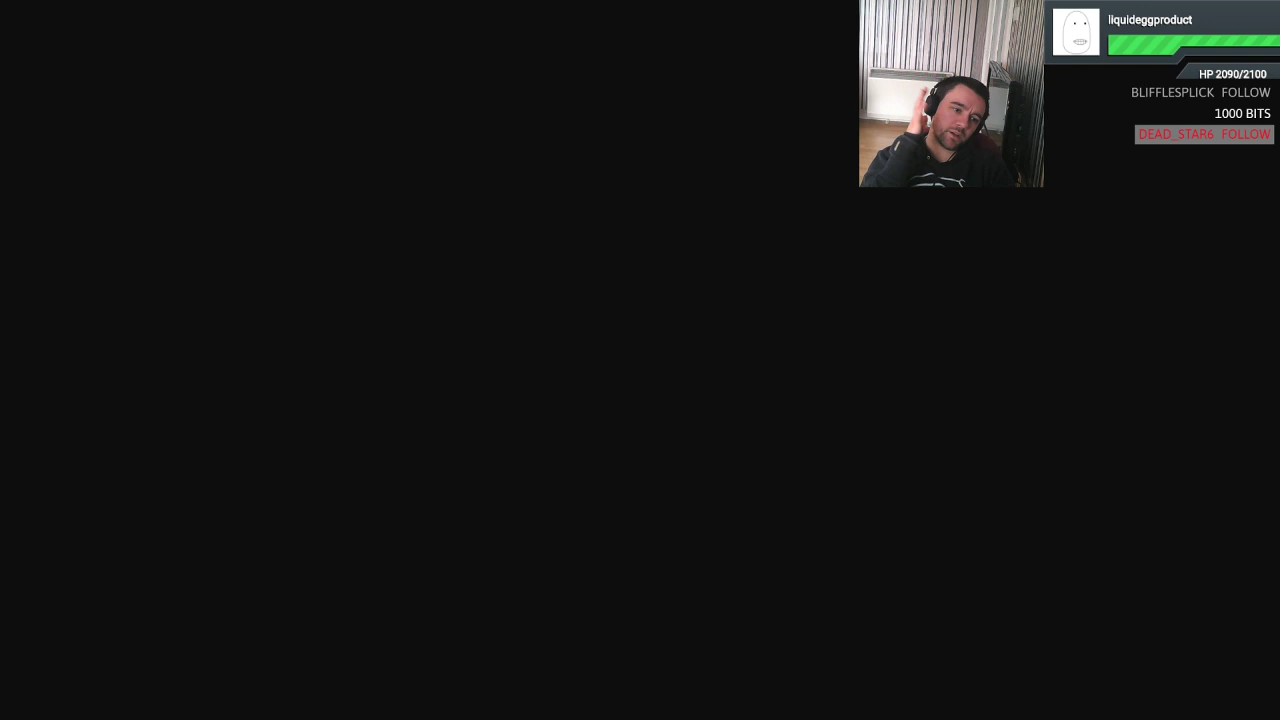 liquideggproduct
HP 2090/2100
BLIFFLESPLICK FOLLOW
1000 BITS
DEAD_STAR6 FOLLOW